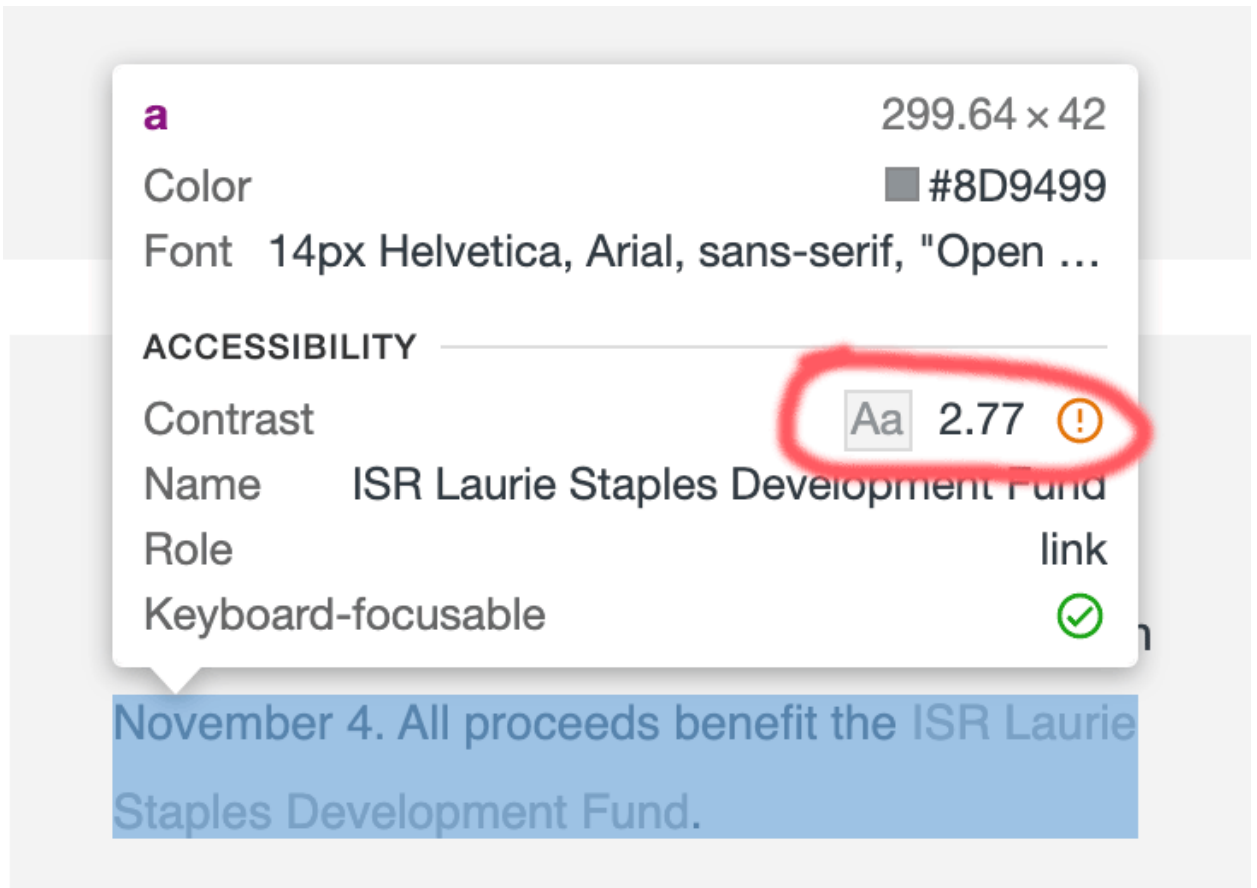 a 299.64 × 42
Color #8D9499
Font 14px Helvetica, Arial, sans-serif, "Open ...
ACCESSIBILITY
Contrast Aa 2.77
Name ISR Laurie Staples Development Fund
Role link
Keyboard-focusable
n
November 4. All proceeds benefit the ISR Laurie
Staples Development Fund.